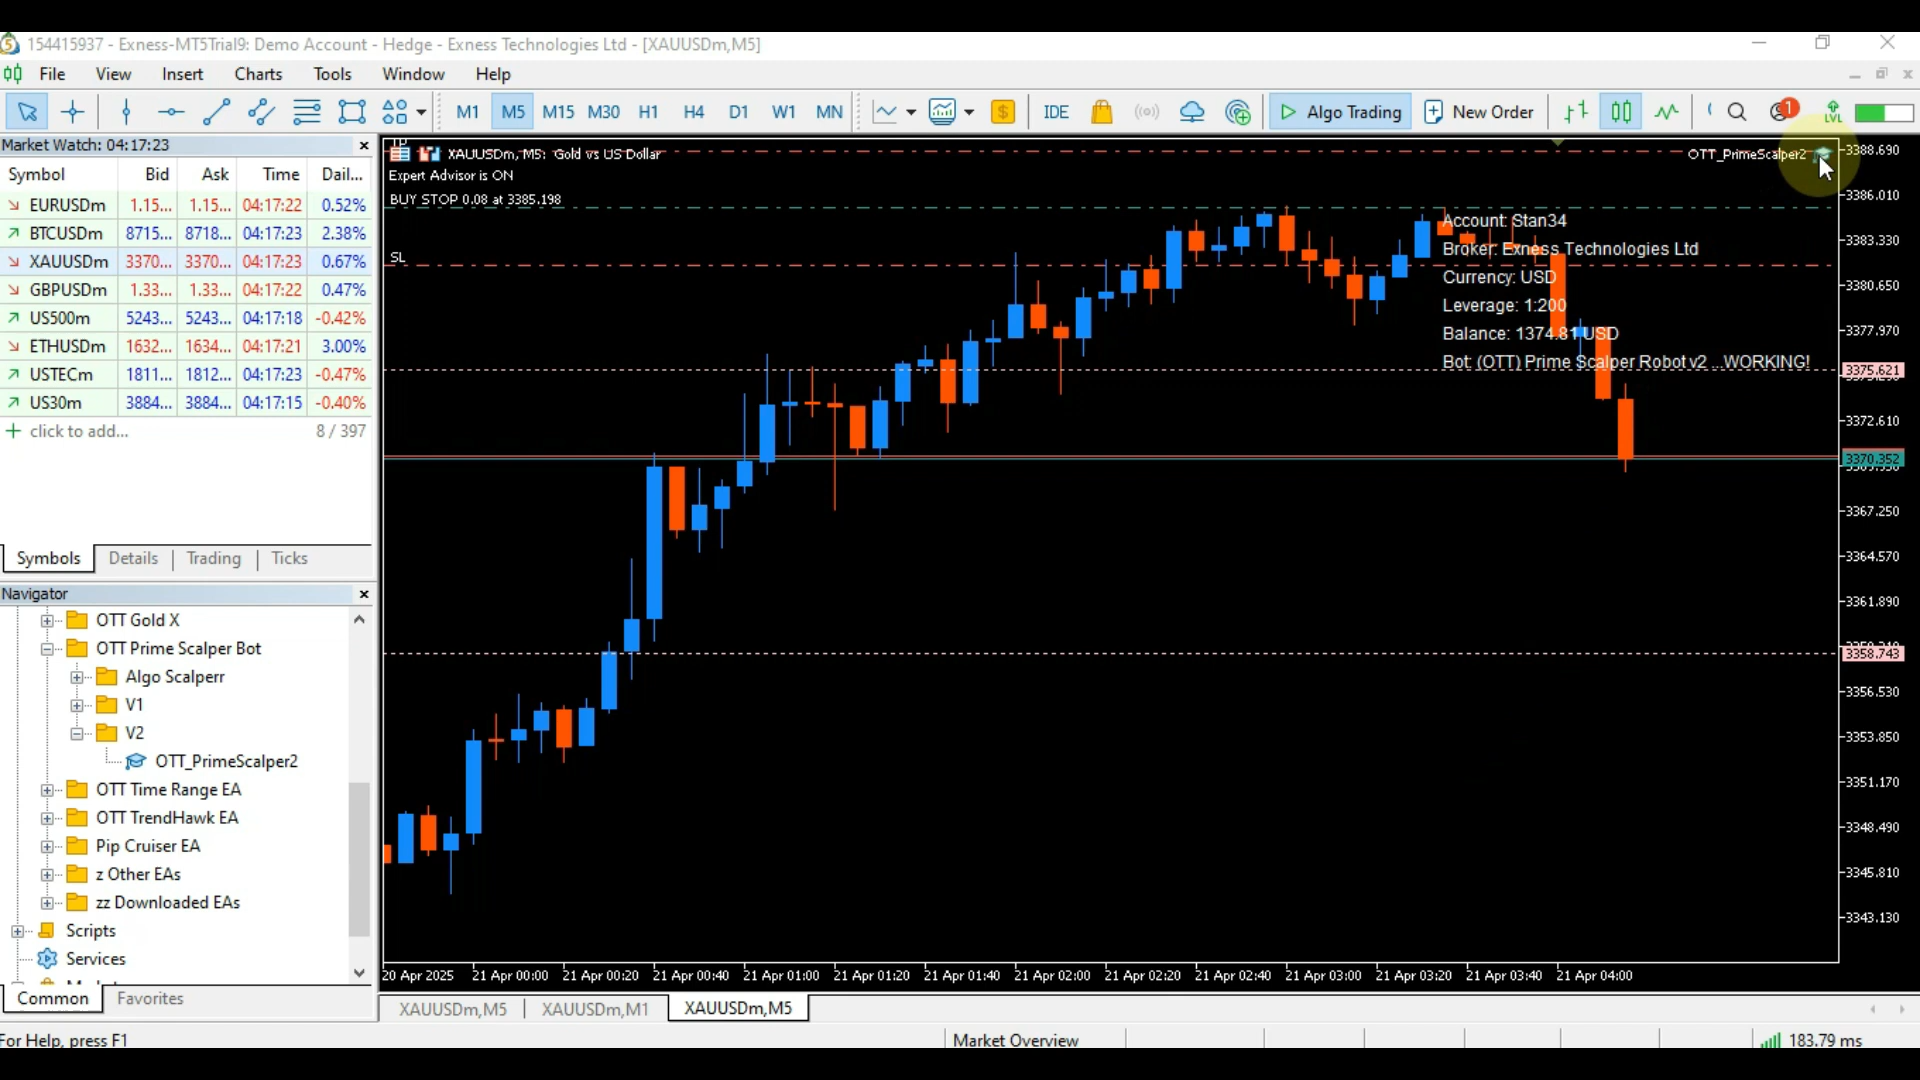 154415937 - Exness-MT5Trial9: Demo Account - Hedge - Exness Technologies Ltd - [XAUUSDm,M5]
File View Insert Charts Tools Window Help
M1 M5 M15 M30 H1 H4 D1 W1 MN IDE Algo Trading New Order 1 LVL
Market Watch: 04:17:23
Symbol Bid Ask Time Dail...
EURUSDm 1.15... 1.15... 04:17:22 0.52%
BTCUSDm 8715... 8718... 04:17:23 2.38%
XAUUSDm 3370... 3370... 04:17:23 0.67%
GBPUSDm 1.33... 1.33... 04:17:22 0.47%
US500m 5243... 5243... 04:17:18 -0.42%
ETHUSDm 1632... 1634... 04:17:21 3.00%
USTECm 1811... 1812... 04:17:23 -0.47%
US30m 3884... 3884... 04:17:15 -0.40%
click to add... 8 / 397
Symbols Details Trading Ticks
Navigator
OTT Gold X
OTT Prime Scalper Bot
Algo Scalperr
V1
V2
OTT_PrimeScalper2
OTT Time Range EA
OTT TrendHawk EA
Pip Cruiser EA
z Other EAs
zz Downloaded EAs
Scripts
Services
Common Favorites
TP
XAUUSDm, M5: Gold vs US Dollar
OTT_PrimeScalper2
Expert Advisor is ON
BUY STOP 0.08 at 3385.198
SL
Account: Stan34
Broker: Exness Technologies Ltd
Currency: USD
Leverage: 1:200
Balance: 1374.81 USD
Bot: (OTT) Prime Scalper Robot v2 ...WORKING!
3388.690
3386.010
3383.330
3380.650
3377.970
3375.621
3372.610
3370.352
3367.250
3364.570
3361.890
3358.743
3356.530
3353.850
3351.170
3348.490
3345.810
3343.130
20 Apr 2025 21 Apr 00:00 21 Apr 00:20 21 Apr 00:40 21 Apr 01:00 21 Apr 01:20 21 Apr 01:40 21 Apr 02:00 21 Apr 02:20 21 Apr 02:40 21 Apr 03:00 21 Apr 03:20 21 Apr 03:40 21 Apr 04:00
XAUUSDm,M5 XAUUSDm,M1 XAUUSDm,M5
For Help, press F1 Market Overview 183.79 ms